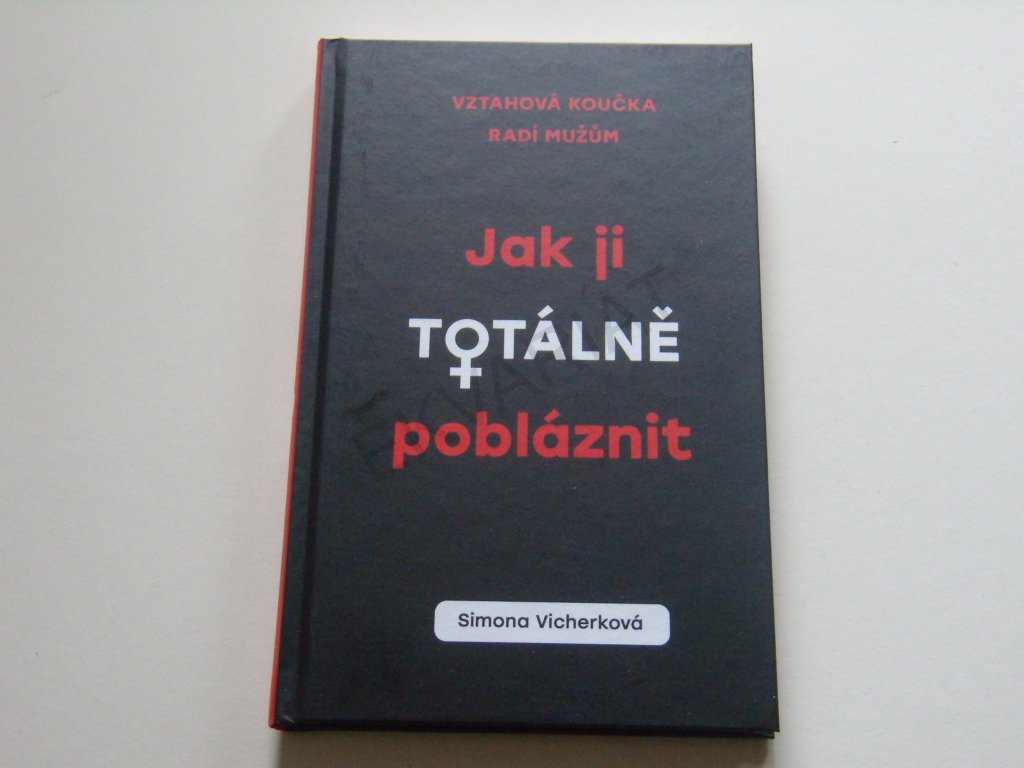 VZTAHOVÁ KOUČKA
RADÍ MUŽŮM
Jak ji
TOTÁLNĚ
pobláznit
Simona Vicherková